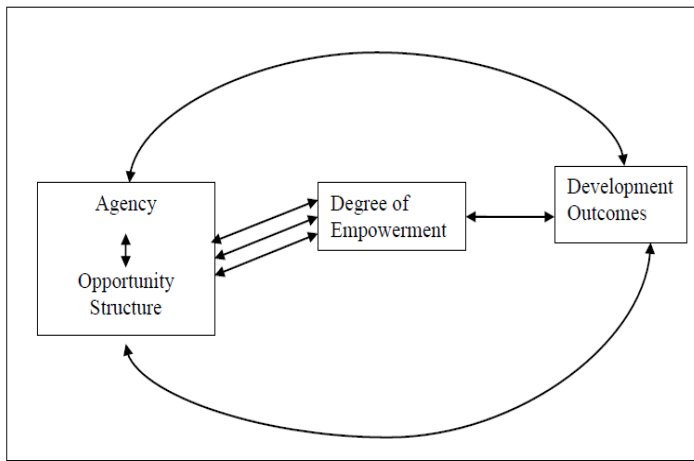 Agency
Opportunity
Structure
Degree of
Empowerment
Development
Outcomes